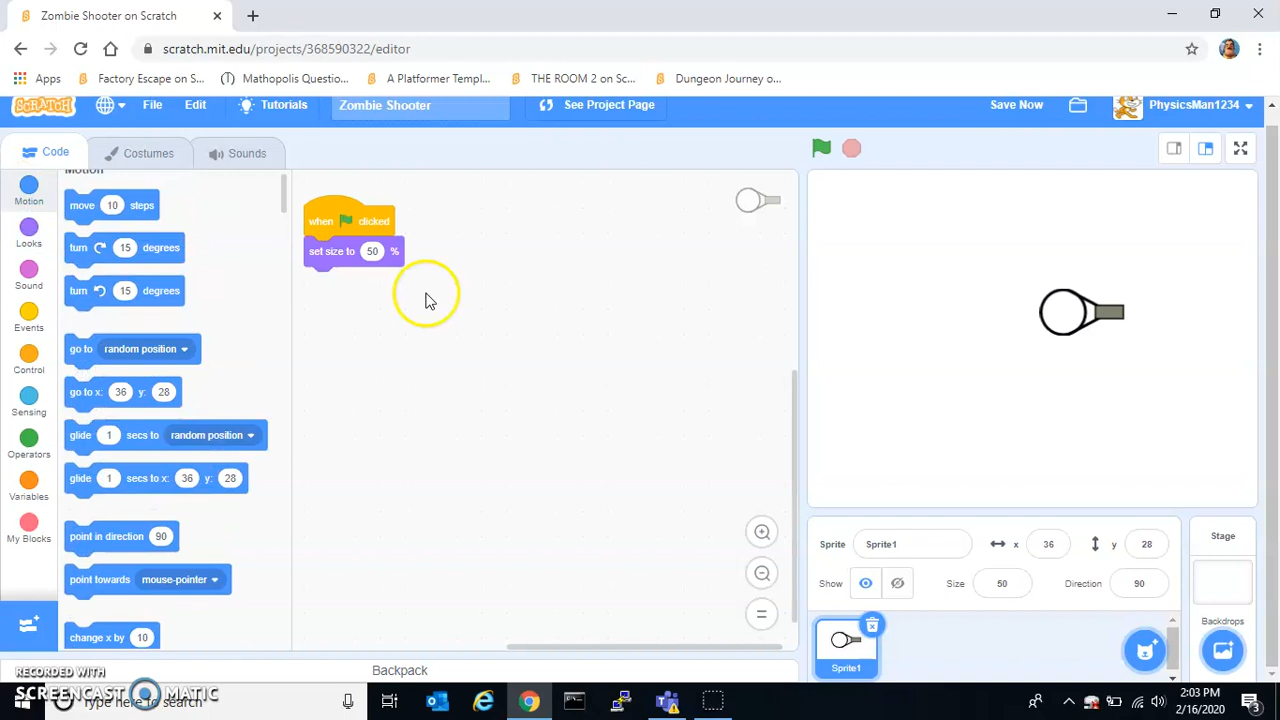 Zombie Shooter on Scratch
scratch.mit.edu/projects/368590322/editor
Apps Factory Escape on S... Mathopolis Questio... A Platformer Templ... THE ROOM 2 on Sc... Dungeon Journey o...
SCRATCH File Edit Tutorials Zombie Shooter See Project Page Save Now PhysicsMan1234
Code Costumes Sounds
Motion
Looks
Sound
Events
Control
Sensing
Operators
Variables
My Blocks
Motion
move 10 steps
turn 15 degrees
turn 15 degrees
go to random position
go to x: 36 y: 28
glide 1 secs to random position
glide 1 secs to x: 36 y: 28
point in direction 90
point towards mouse-pointer
change x by 10
when clicked
set size to 50 %
Sprite Sprite1 x 36 y 28
Show Size 50 Direction 90
Sprite1
Stage
Backdrops
Backpack
RECORDED WITH
SCREENCAST MATIC
Type here to search
2:03 PM
2/16/2020
3